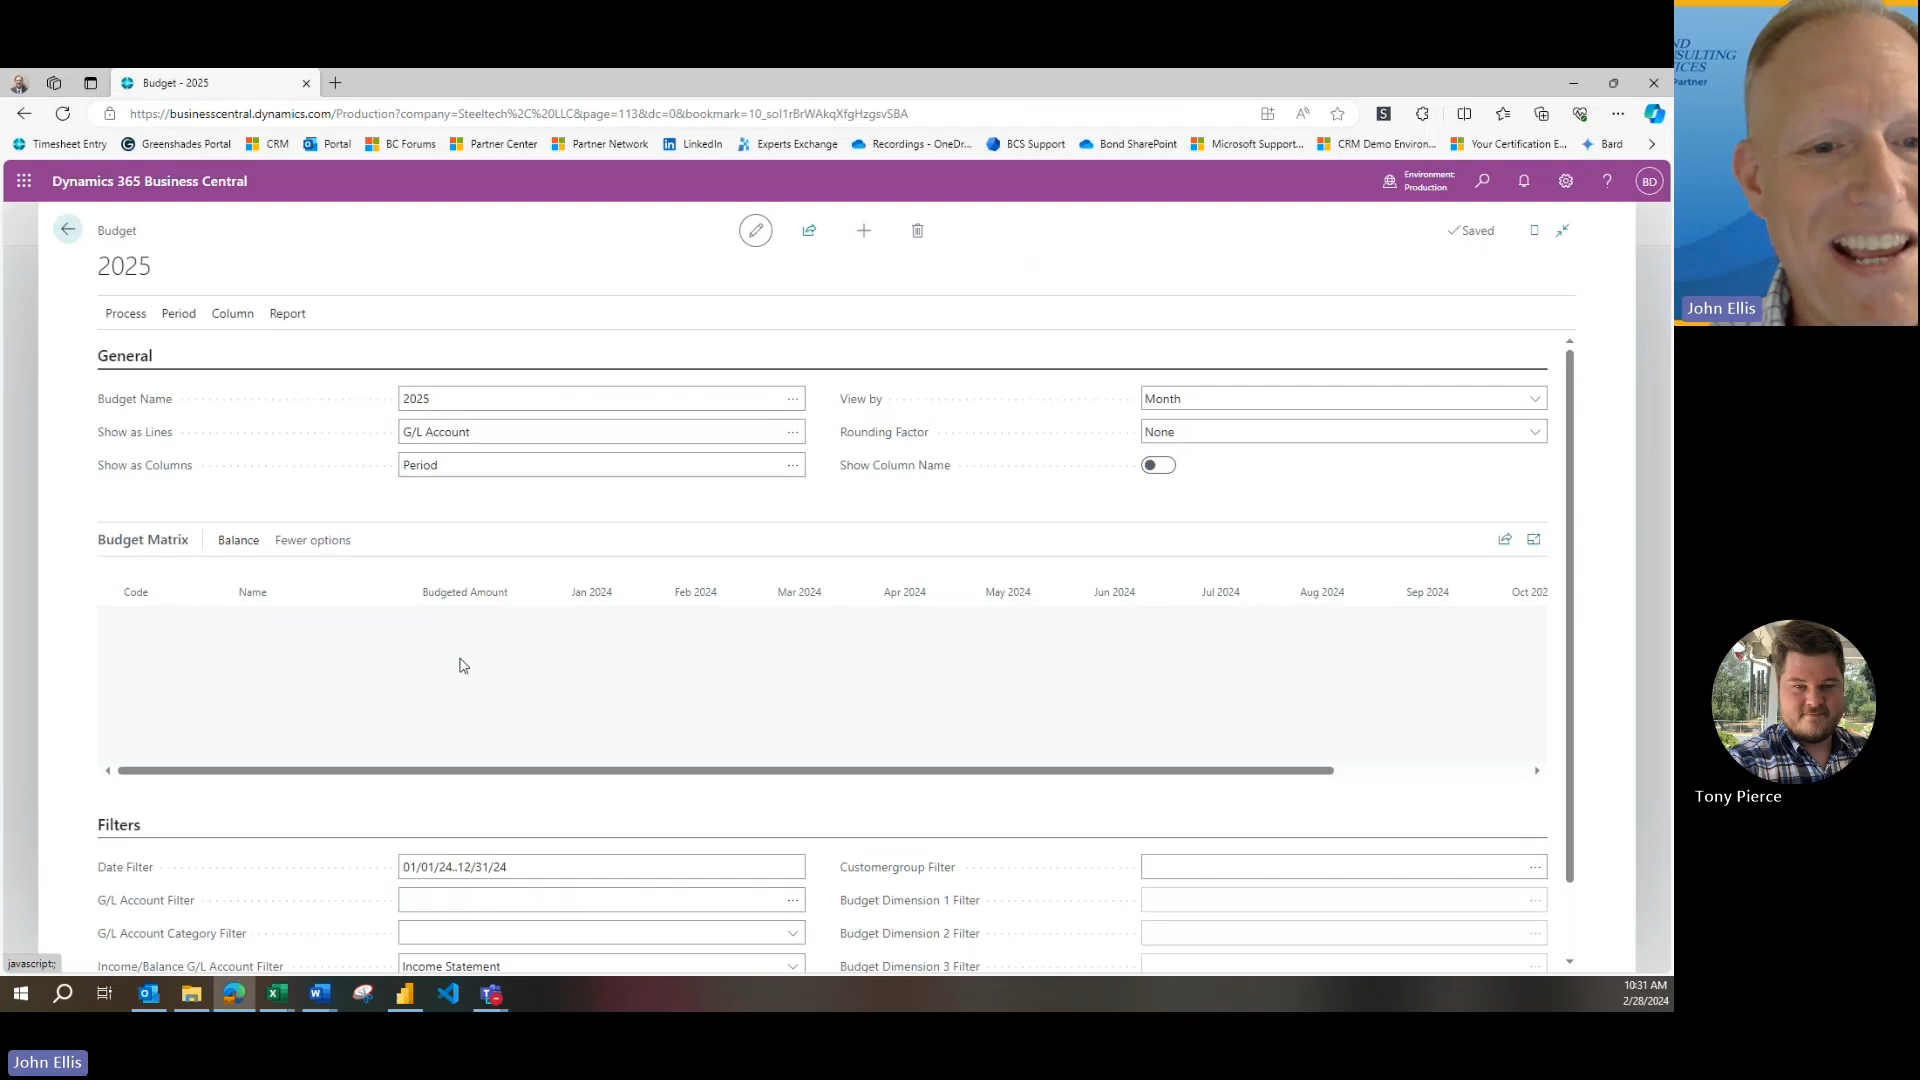 Budget - 2025
https://businesscentral.dynamics.com/Production?company=Steeltech%2C%20LLC&page=113&dc=0&bookmark=10_sol1rBrWAkqXfgHzgsvSBA
Timesheet Entry
Greenshades Portal
CRM
Portal
BC Forums
Partner Center
Partner Network
LinkedIn
Experts Exchange
Recordings - OneDr...
BCS Support
Bond SharePoint
Microsoft Support...
CRM Demo Environ...
Your Certification E...
Bard
Dynamics 365 Business Central
Environment:
Production
BD
Budget
Saved
2025
Process Period Column Report
General
Budget Name 2025 ...
View by Month
Show as Lines G/L Account ...
Rounding Factor None
Show as Columns Period ...
Show Column Name
Budget Matrix Balance Fewer options
Code Name Budgeted Amount Jan 2024 Feb 2024 Mar 2024 Apr 2024 May 2024 Jun 2024 Jul 2024 Aug 2024 Sep 2024 Oct 202
Filters
Date Filter 01/01/24..12/31/24
Customergroup Filter ...
G/L Account Filter ...
Budget Dimension 1 Filter ...
G/L Account Category Filter
Budget Dimension 2 Filter ...
Income/Balance G/L Account Filter Income Statement
Budget Dimension 3 Filter ...
javascript:;
10:31 AM
2/28/2024
ND
SULTING
ICES
Partner
John Ellis
Tony Pierce
John Ellis